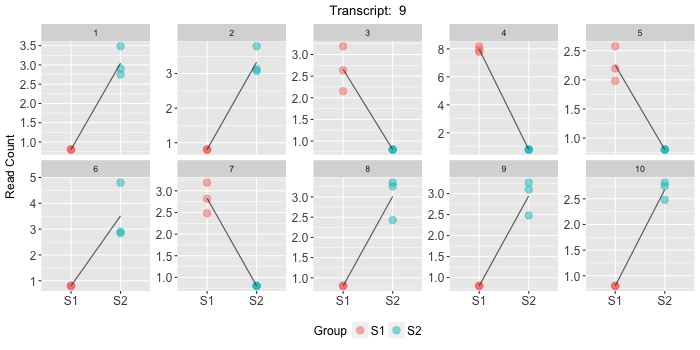 Transcript: 9
1 2 3 4 5
3.5 3.0 2.5 2.0 1.5 1.0
3 2 1
3.0 2.5 2.0 1.5 1.0
8 6 4 2
2.5 2.0 1.5 1.0
Read Count
6 7 8 9 10
5 4 3 2 1
3.0 2.5 2.0 1.5 1.0
3.0 2.5 2.0 1.5 1.0
3.0 2.5 2.0 1.5 1.0
2.5 2.0 1.5 1.0
S1 S2 S1 S2 S1 S2 S1 S2 S1 S2
Group S1 S2